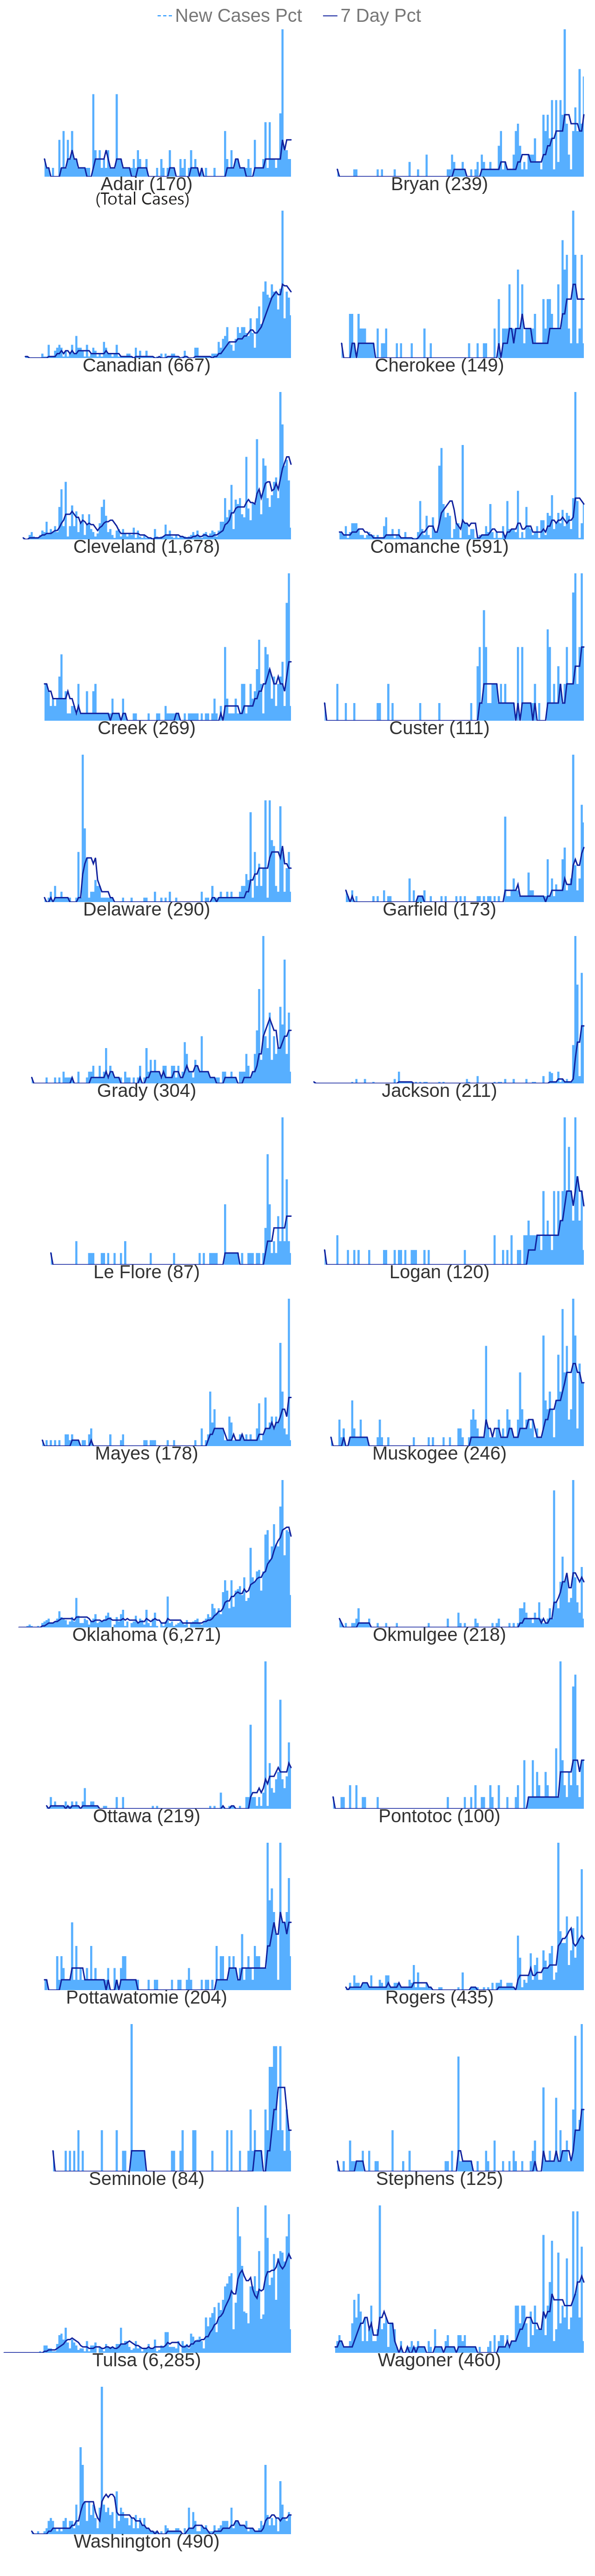 New Cases Pct 7 Day Pct
Adair (170) Bryan (239)
(Total Cases)
Canadian (667) Cherokee (149)
Cleveland (1,678) Comanche (591)
Creek (269) Custer (111)
Delaware (290) Garfield (173)
Grady (304) Jackson (211)
Le Flore (87) Logan (120)
Mayes (178) Muskogee (246)
Oklahoma (6,271) Okmulgee (218)
Ottawa (219) Pontotoc (100)
Pottawatomie (204) Rogers (435)
Seminole (84) Stephens (125)
Tulsa (6,285) Wagoner (460)
Washington (490)